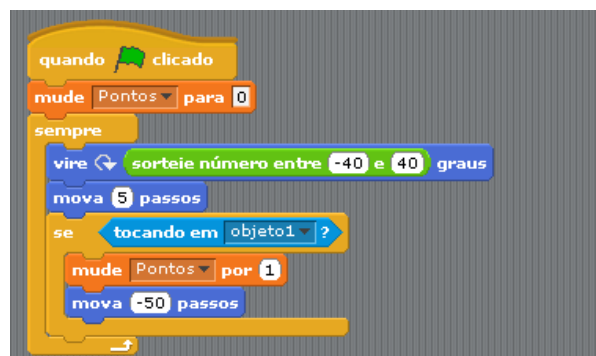 quando clicado
mude Pontos para 0
sempre
vire sorteie número entre -40 e 40 graus
mova 5 passos
se tocando em objeto1 ?
mude Pontos por 1
mova -50 passos